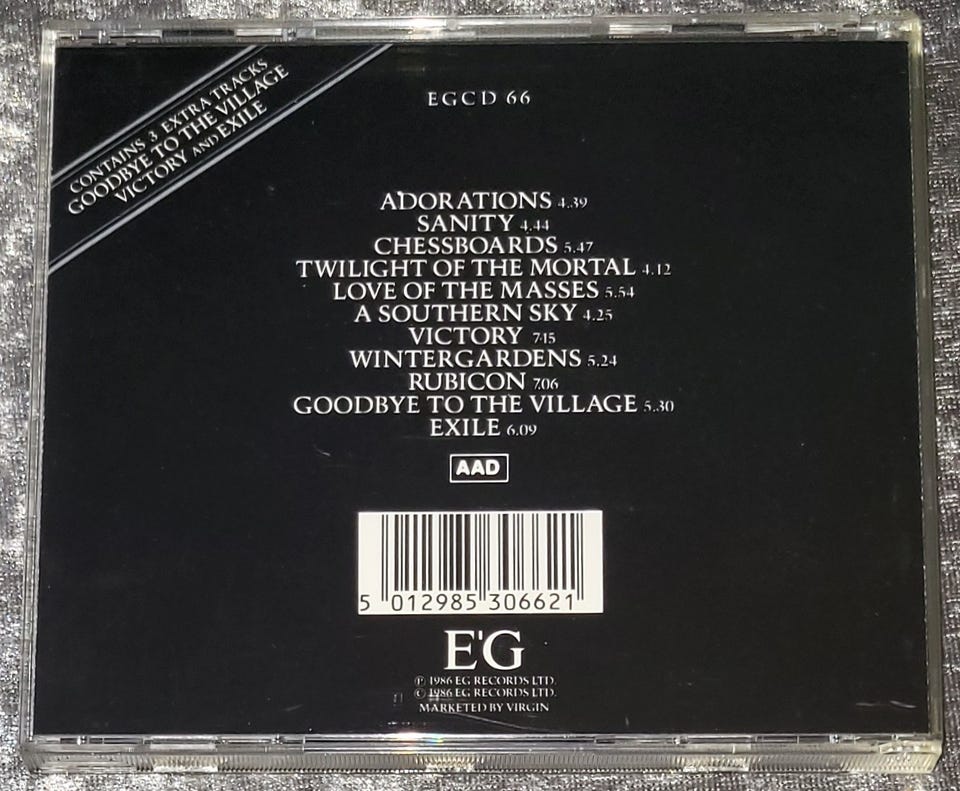 CONTAINS 3 EXTRA TRACKS
GOODBYE TO THE VILLAGE
VICTORY AND EXILE
EGCD 66
ADORATIONS 4.39
SANITY 4.44
CHESSBOARDS 5.47
TWILIGHT OF THE MORTAL 4.12
LOVE OF THE MASSES 5.54
A SOUTHERN SKY 4.25
VICTORY 7.15
WINTERGARDENS 5.24
RUBICON 7.06
GOODBYE TO THE VILLAGE 5.30
EXILE 6.09
AAD
5 012985 306621
E'G
℗ 1986 EG RECORDS LTD.
© 1986 EG RECORDS LTD.
MARKETED BY VIRGIN